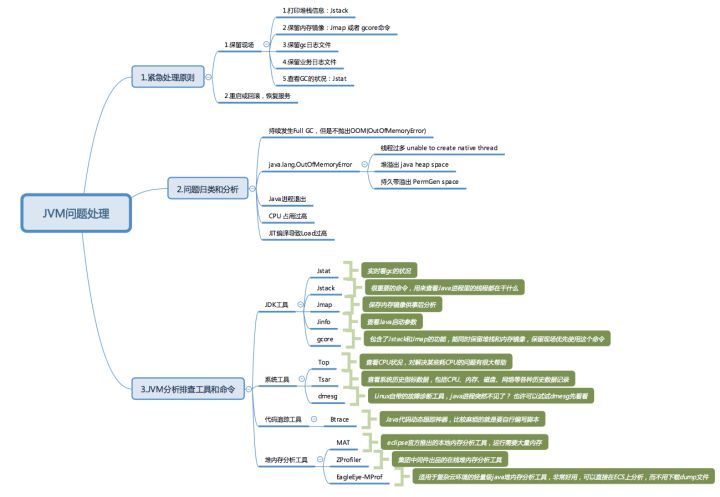 JVM问题处理
1.紧急处理原则
1.保留现场
1.打印堆栈信息：Jstack
2.保留内存镜像：Jmap 或者 gcore命令
3.保留gc日志文件
4.保留业务日志文件
5.查看GC的状况：Jstat
2.重启或回滚，恢复服务
2.问题归类和分析
持续发生Full GC，但是不抛出OOM(OutOfMemoryError)
java.lang.OutOfMemoryError
线程过多 unable to create native thread
堆溢出 java heap space
持久带溢出 PermGen space
Java进程退出
CPU 占用过高
JIT编译导致Load过高
3.JVM分析排查工具和命令
JDK工具
Jstat
实时看gc的状况
Jstack
很重要的命令，用来查看Java进程里的线程都在干什么
Jmap
保存内存镜像供事后分析
Jinfo
查看Java启动参数
gcore
包含了Jstack和Jmap的功能，能同时保留堆栈和内存镜像，保留现场优先使用这个命令
系统工具
Top
查看CPU状况，对解决其他耗CPU的问题有很大帮助
Tsar
查看系统历史指标数据，包括CPU、内存、磁盘、网络等各种历史数据记录
dmesg
Linux自带的故障诊断工具，java进程突然不见了？ 也许可以试试dmesg先看看
代码追踪工具
Btrace
Java代码动态跟踪神器，比较麻烦的就是要自行编写脚本
堆内存分析工具
MAT
eclipse官方推出的本地内存分析工具，运行需要大量内存
ZProfiler
集团中间件出品的在线堆内存分析工具
EagleEye-MProf
适用于复杂云环境的轻量级java堆内存分析工具，非常好用，可以直接在ECS上分析，而不用下载dump文件